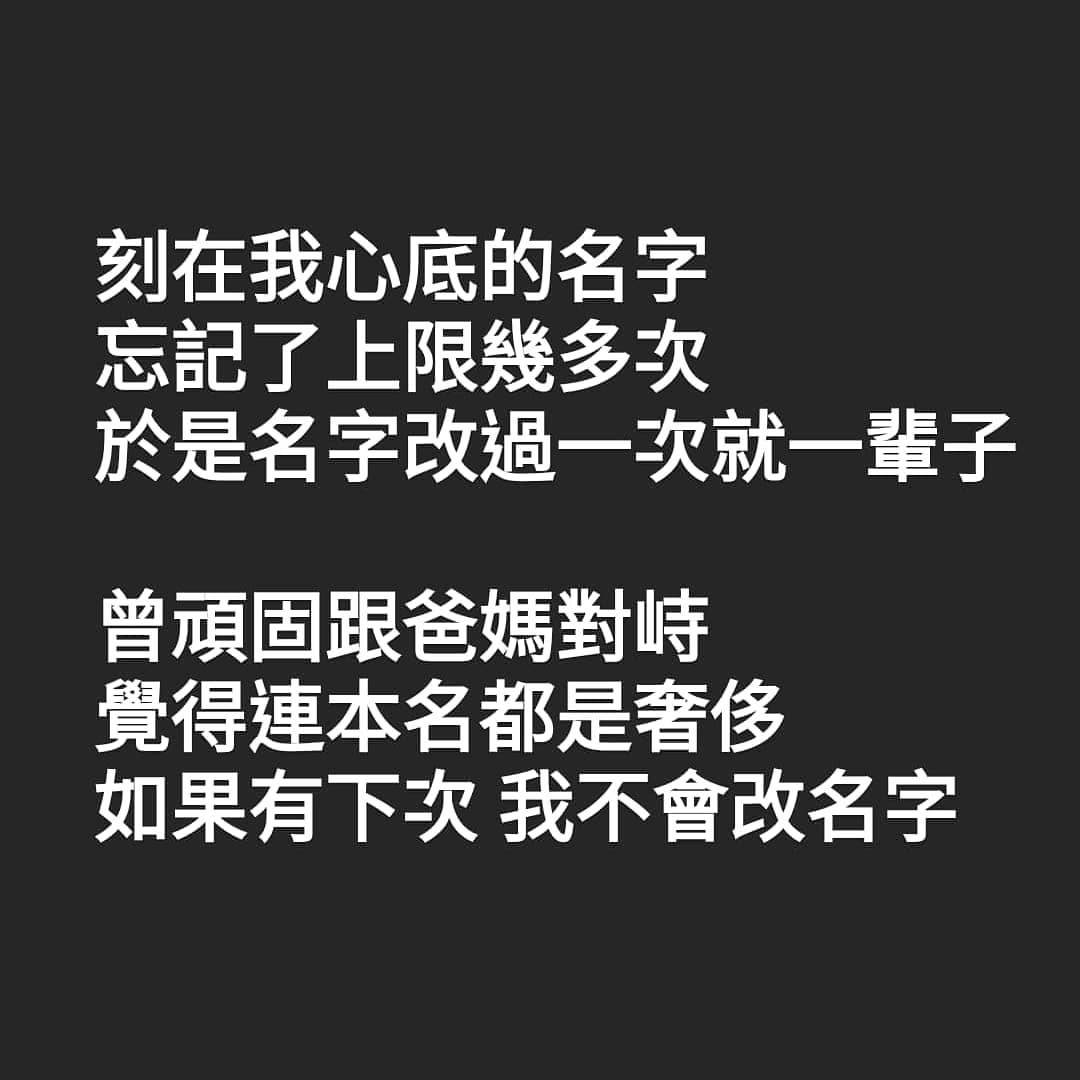 刻在我心底的名字
忘記了上限幾多次
於是名字改過一次就一輩子
曾頑固跟爸媽對峙
覺得連本名都是奢侈
如果有下次 我不會改名字